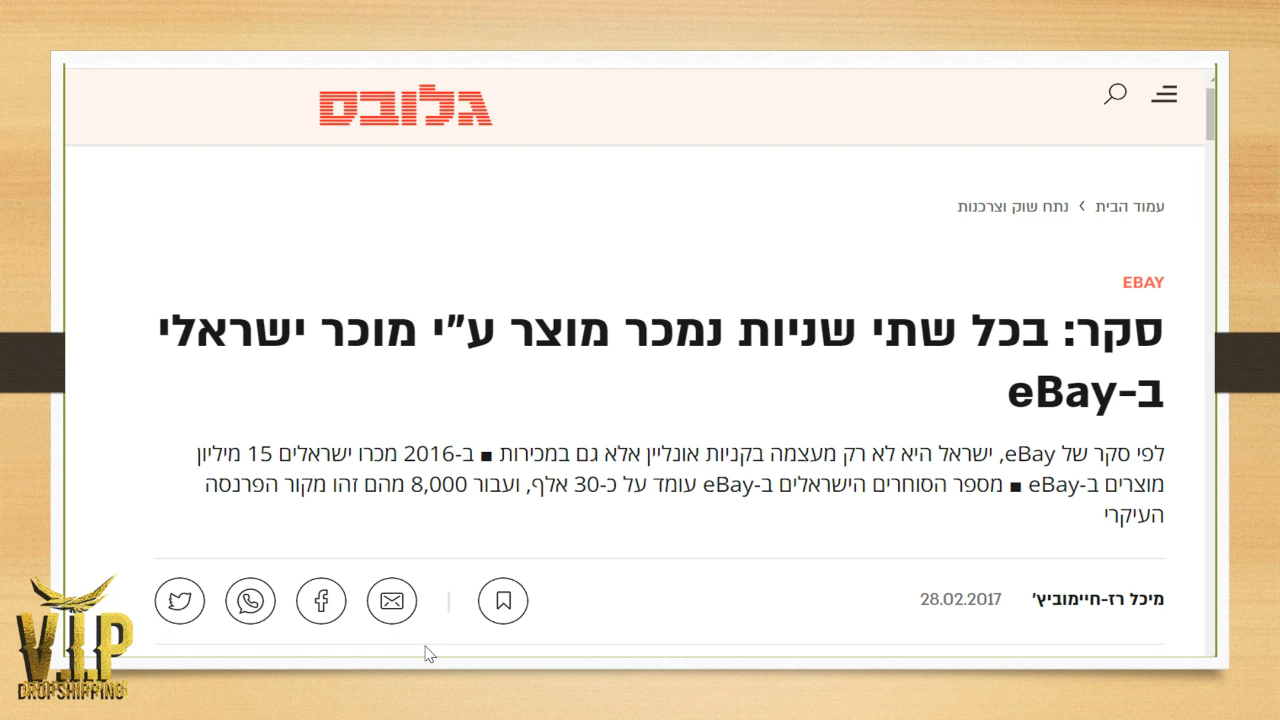 גלובס
עמוד הבית › נתח שוק וצרכנות
EBAY
סקר: בכל שתי שניות נמכר מוצר ע"י מוכר ישראלי
ב-eBay
לפי סקר של eBay, ישראל היא לא רק מעצמה בקניות אונליין אלא גם במכירות ■ ב-2016 מכרו ישראלים 15 מיליון
מוצרים ב-eBay ■ מספר הסוחרים הישראלים ב-eBay עומד על כ-30 אלף, ועבור 8,000 מהם זהו מקור הפרנסה
העיקרי
מיכל רז-חיימוביץ' 28.02.2017
V.I.P
DROPSHIPPING